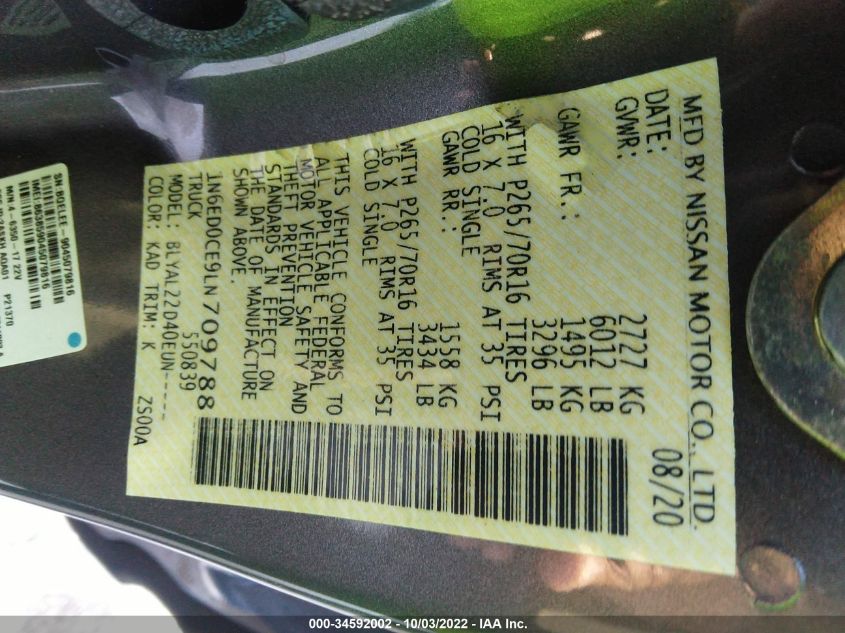 MFD BY NISSAN MOTOR CO., LTD.
DATE: 08/20
GVWR: 2727 KG
6012 LB
GAWR FR.: 1495 KG
3296 LB
WITH P265/70R16 TIRES
16 X 7.0 RIMS AT 35 PSI
COLD SINGLE
GAWR RR.: 1558 KG
3434 LB
WITH P265/70R16 TIRES
16 X 7.0 RIMS AT 35 PSI
COLD SINGLE
THIS VEHICLE CONFORMS TO
ALL APPLICABLE FEDERAL
MOTOR VEHICLE SAFETY AND
THEFT PREVENTION
STANDARDS IN EFFECT ON
THE DATE OF MANUFACTURE
SHOWN ABOVE.
1N6ED0CE9LN709788
TRUCK 550839
MODEL: BLYAL22D40EUN-----
COLOR: KAD TRIM: K ZS00A
P21370
000-34592002 - 10/03/2022 - IAA Inc.